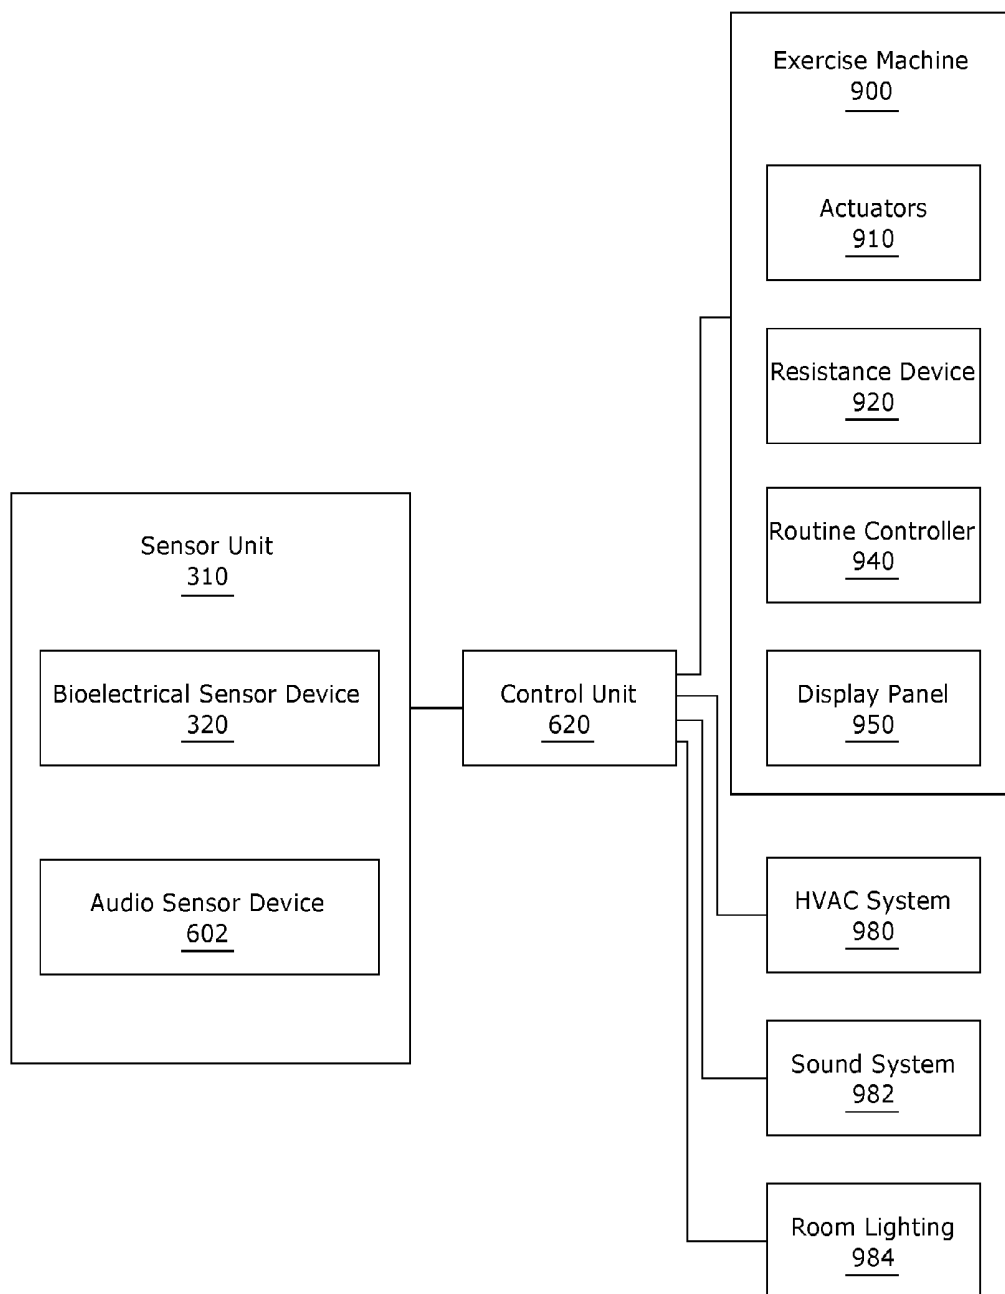 Exercise Machine
900
Actuators
910
Resistance Device
920
Routine Controller
940
Display Panel
950
Sensor Unit
310
Bioelectrical Sensor Device
320
Audio Sensor Device
602
Control Unit
620
HVAC System
980
Sound System
982
Room Lighting
984